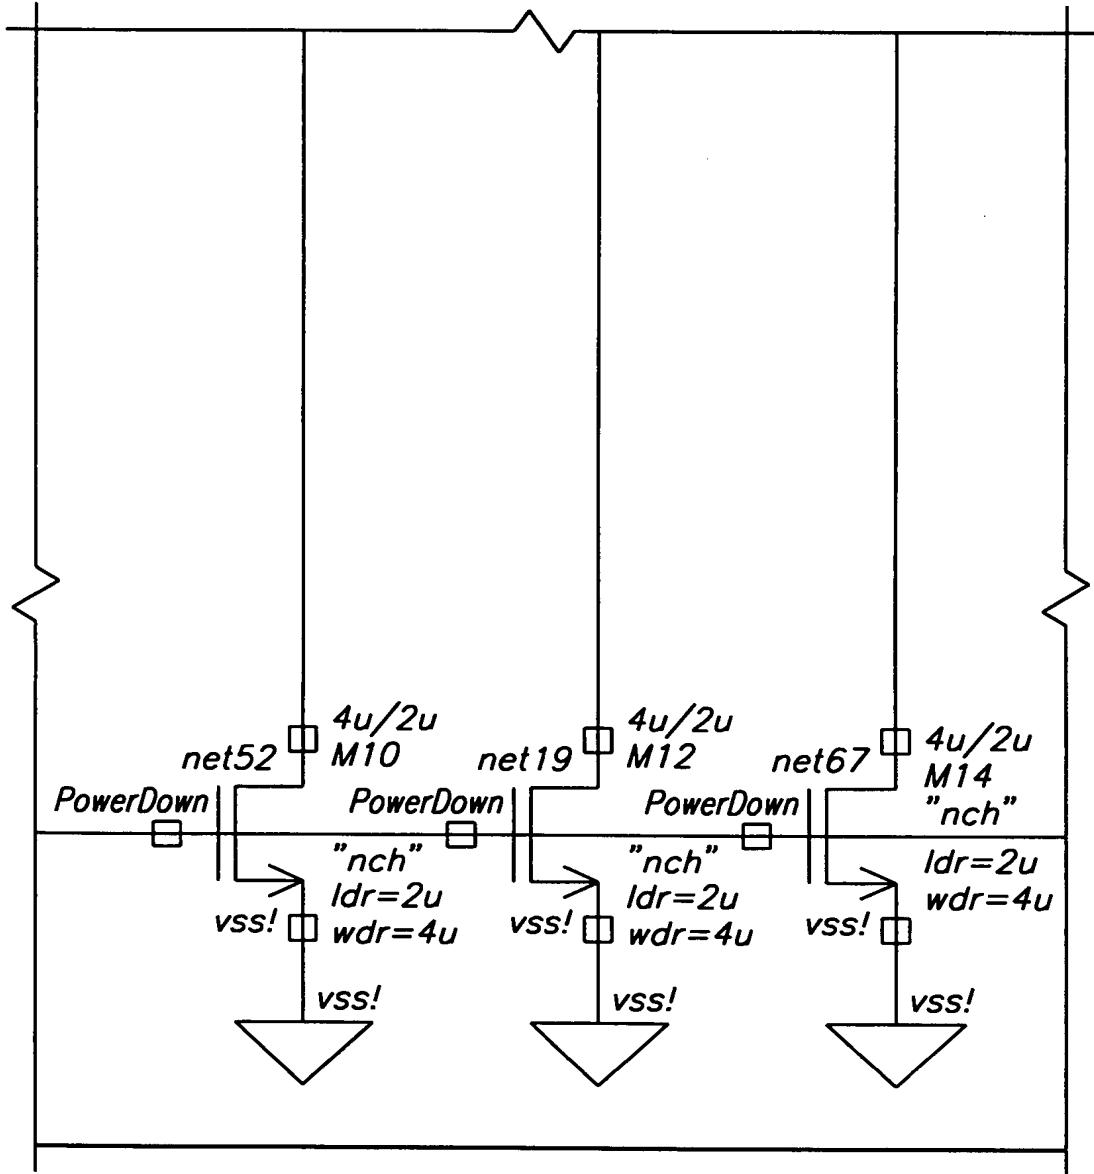 4u/2u
M10
net52
PowerDown
"nch"
ldr=2u
wdr=4u
vss!
vss!
4u/2u
M12
net19
PowerDown
"nch"
ldr=2u
wdr=4u
vss!
vss!
4u/2u
M14
net67
"nch"
PowerDown
ldr=2u
wdr=4u
vss!
vss!